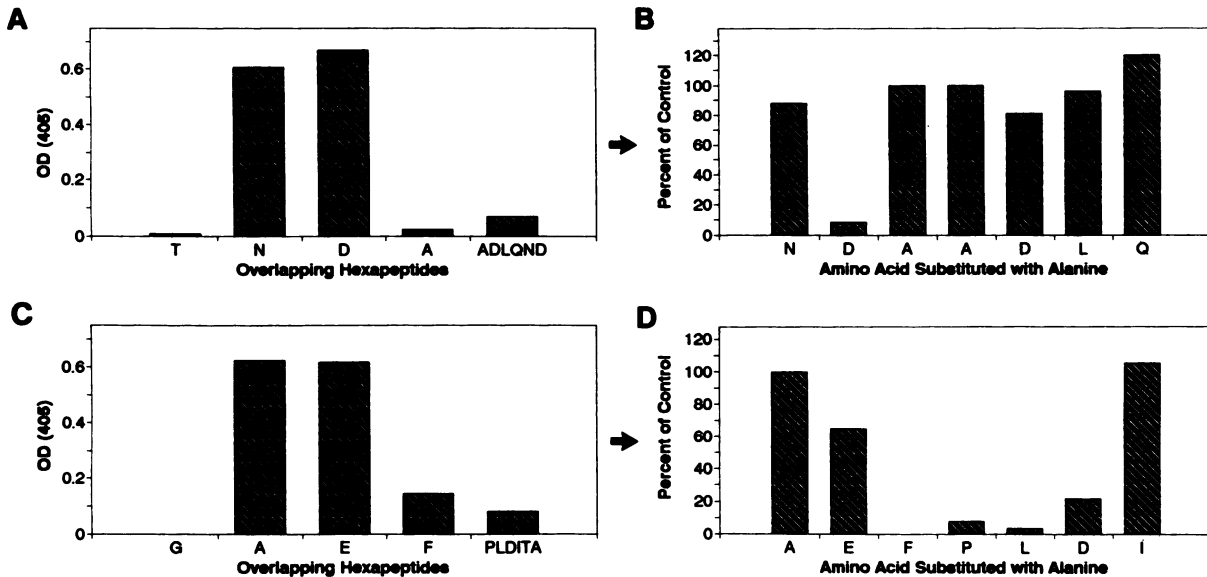 A
B
OD (405)
0.6
0.4
0.2
0
T N D A ADLQND
Overlapping Hexapeptides
Percent of Control
120
100
80
60
40
20
0
N D A A D L Q
Amino Acid Substituted with Alanine
C
D
OD (405)
0.6
0.4
0.2
0
G A E F PLDITA
Overlapping Hexapeptides
Percent of Control
120
100
80
60
40
20
0
A E F P L D I
Amino Acid Substituted with Alanine